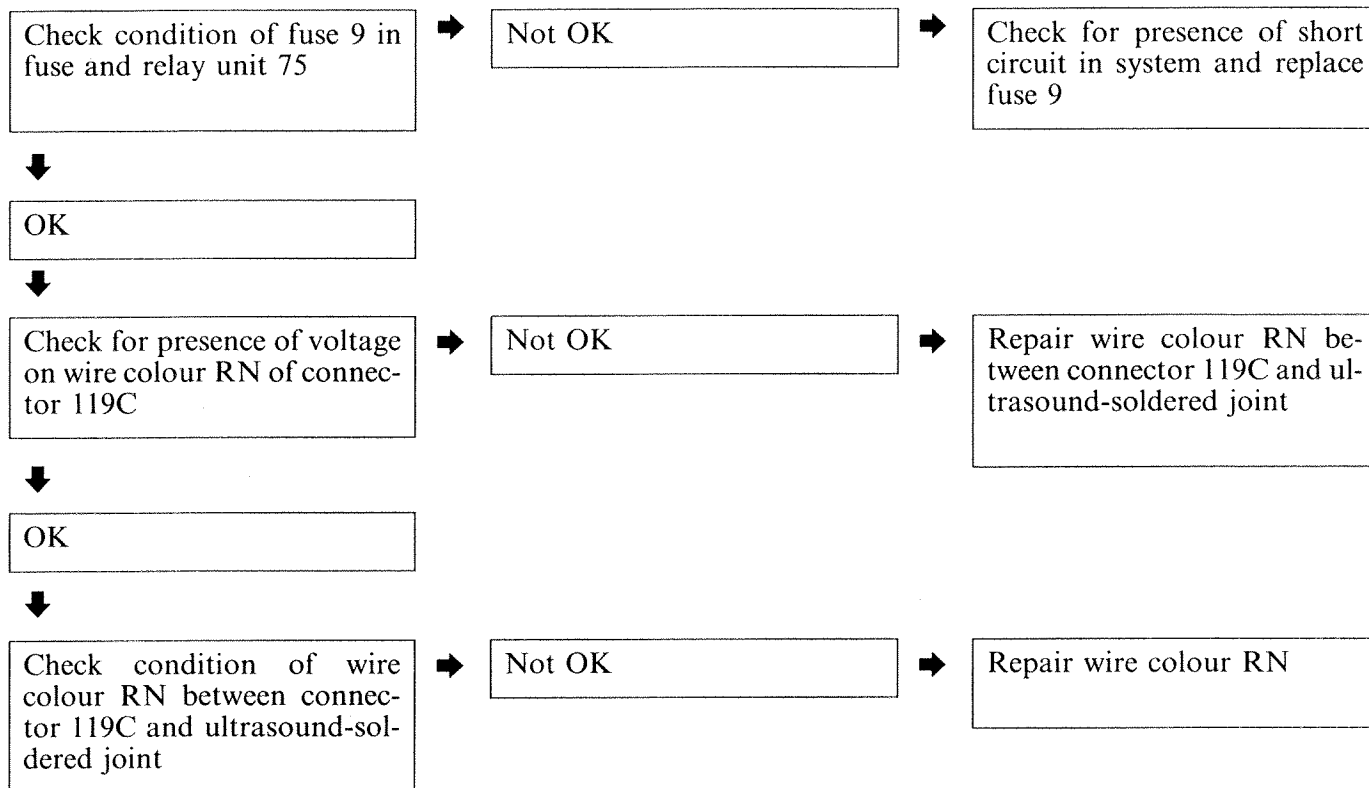 Check condition of fuse 9 in
fuse and relay unit 75
Not OK
Check for presence of short
circuit in system and replace
fuse 9
OK
Check for presence of voltage
on wire colour RN of connec-
tor 119C
Not OK
Repair wire colour RN be-
tween connector 119C and ul-
trasound-soldered joint
OK
Check condition of wire
colour RN between connec-
tor 119C and ultrasound-sol-
dered joint
Not OK
Repair wire colour RN